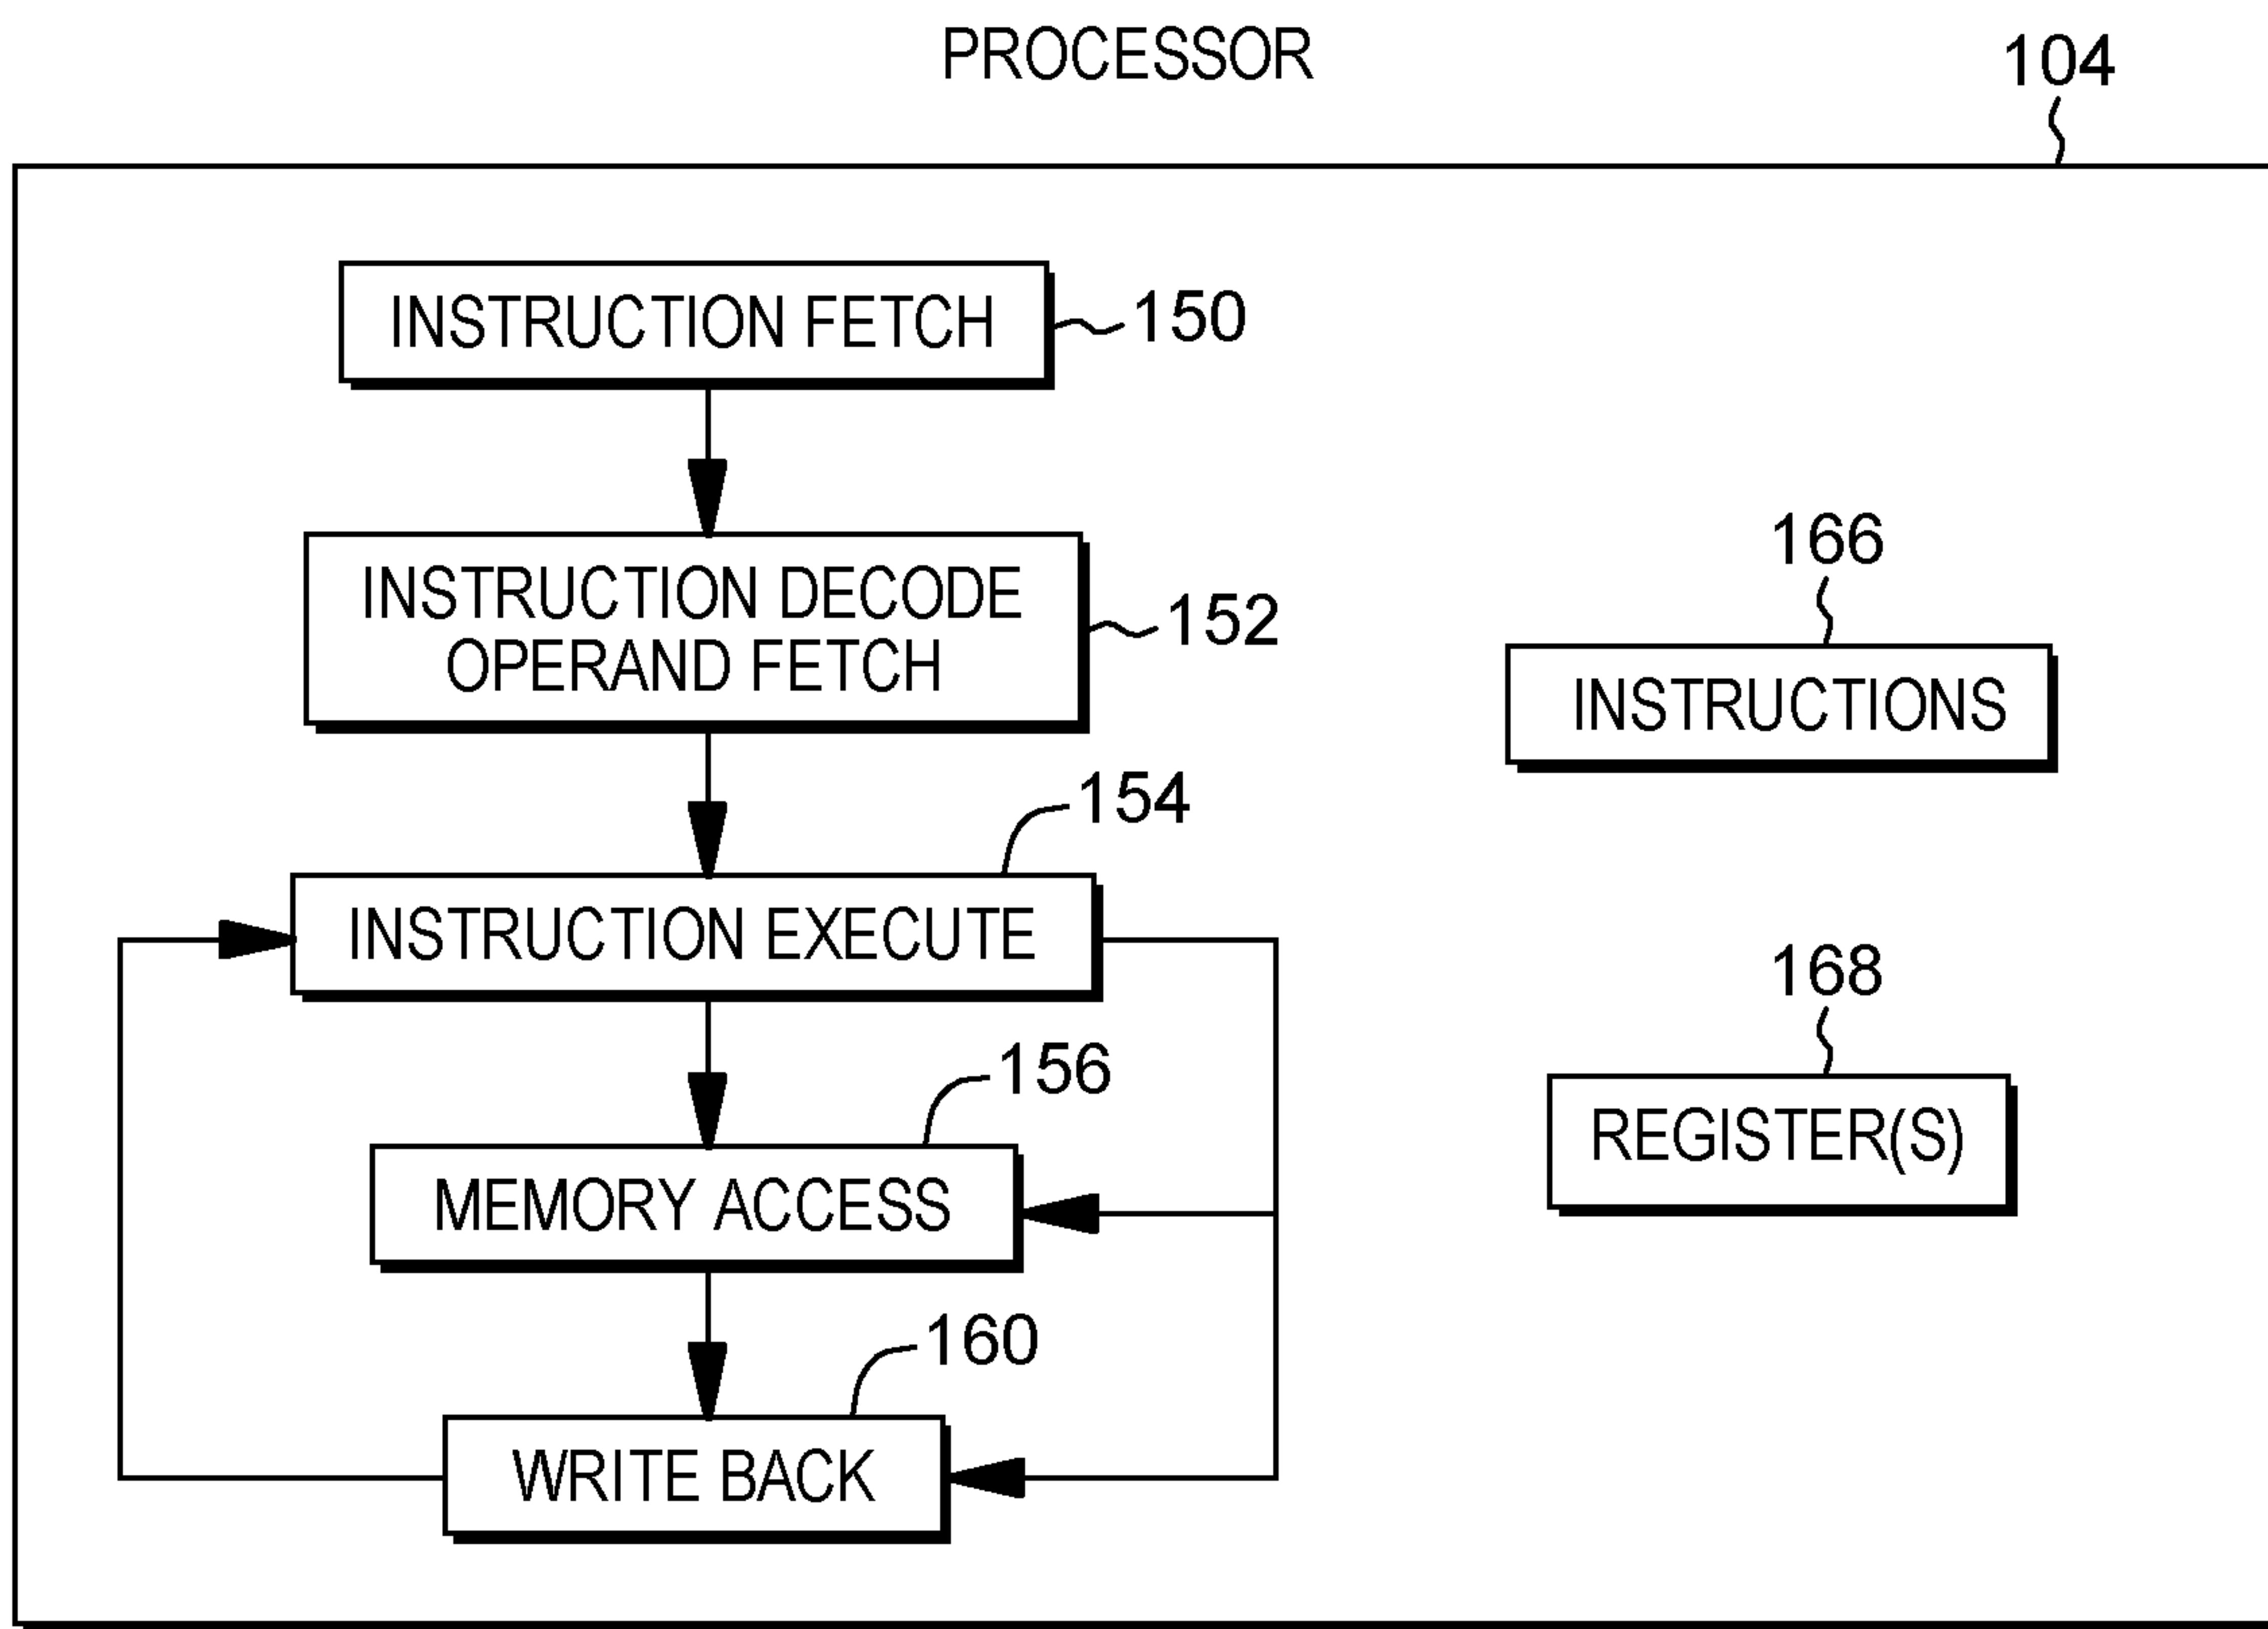 PROCESSOR
104
INSTRUCTION FETCH
150
INSTRUCTION DECODE
OPERAND FETCH
152
166
INSTRUCTIONS
154
INSTRUCTION EXECUTE
168
156
REGISTER(S)
MEMORY ACCESS
160
WRITE BACK